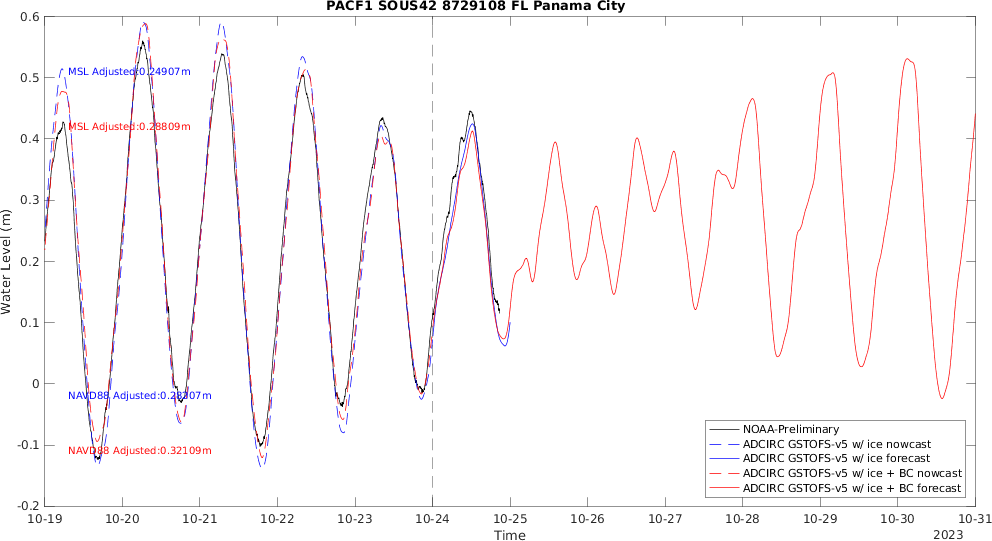 PACF1 SOUS42 8729108 FL Panama City
0.6
0.5
0.4
0.3
0.2
0.1
0
-0.1
-0.2
Water Level (m)
MSL Adjusted:0.24907m
MSL Adjusted:0.28809m
NAVD88 Adjusted:0.28307m
NAVD88 Adjusted:0.32109m
NOAA-Preliminary
ADCIRC GSTOFS-v5 w/ ice nowcast
ADCIRC GSTOFS-v5 w/ ice forecast
ADCIRC GSTOFS-v5 w/ ice + BC nowcast
ADCIRC GSTOFS-v5 w/ ice + BC forecast
10-19 10-20 10-21 10-22 10-23 10-24 10-25 10-26 10-27 10-28 10-29 10-30 10-31
Time
2023